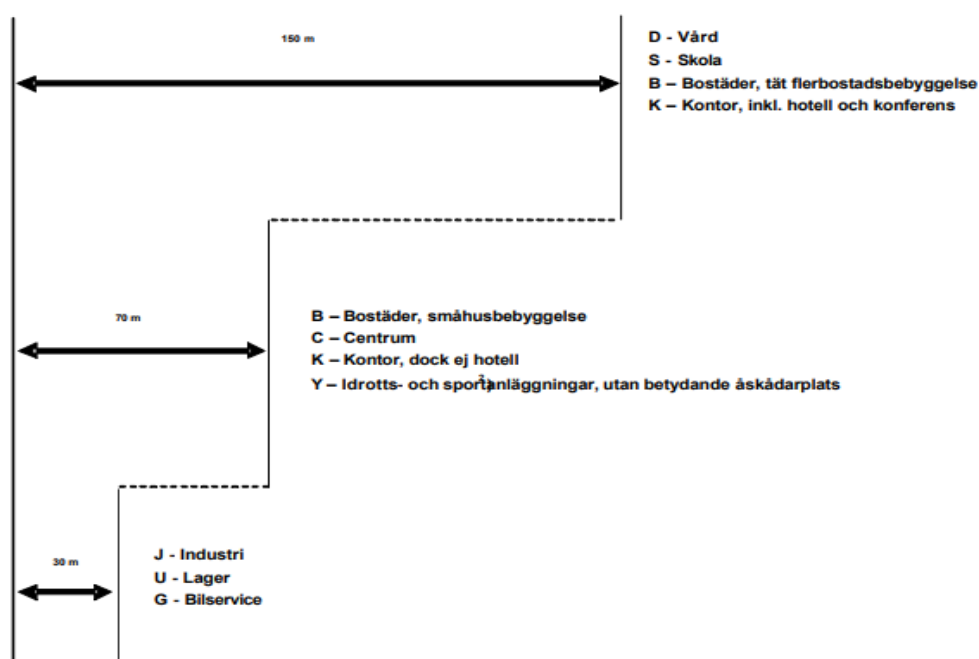 150 m
D - Vård
S - Skola
B – Bostäder, tät flerbostadsbebyggelse
K – Kontor, inkl. hotell och konferens
70 m
B – Bostäder, småhusbebyggelse
C – Centrum
K – Kontor, dock ej hotell
Y – Idrotts- och sportanläggningar, utan betydande åskådarplats
30 m
J - Industri
U - Lager
G - Bilservice